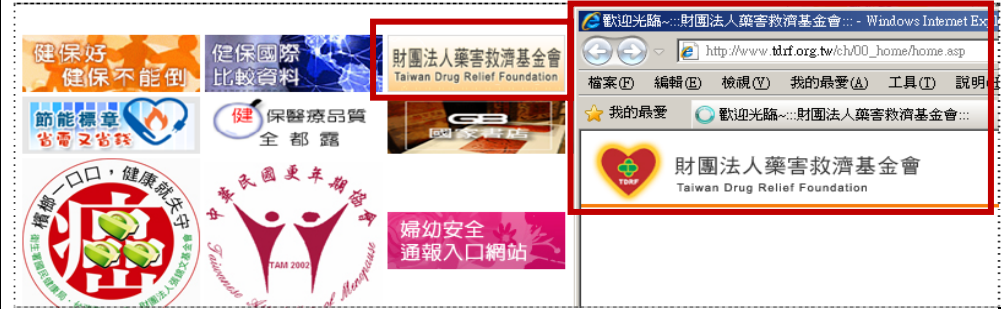 健保好
健保不能倒
健保國際
比較資料
財團法人藥害救濟基金會
Taiwan Drug Relief Foundation
節能標章
省電又省錢
健保醫療品質
全都露
GB
國家書店
檳榔一口口，健康就失守
癌
中華民國更年期協會
TAM 2002
Taiwanese
of Menopause
婦幼安全
通報入口網站
歡迎光臨~:::財團法人藥害救濟基金會::: - Windows Internet Ex
http://www.tdrf.org.tw/ch/00_home/home.asp
檔案(F) 編輯(E) 檢視(V) 我的最愛(A) 工具(T) 說明
我的最愛 歡迎光臨~:::財團法人藥害救濟基金會:::
TDRF
財團法人藥害救濟基金會
Taiwan Drug Relief Foundation